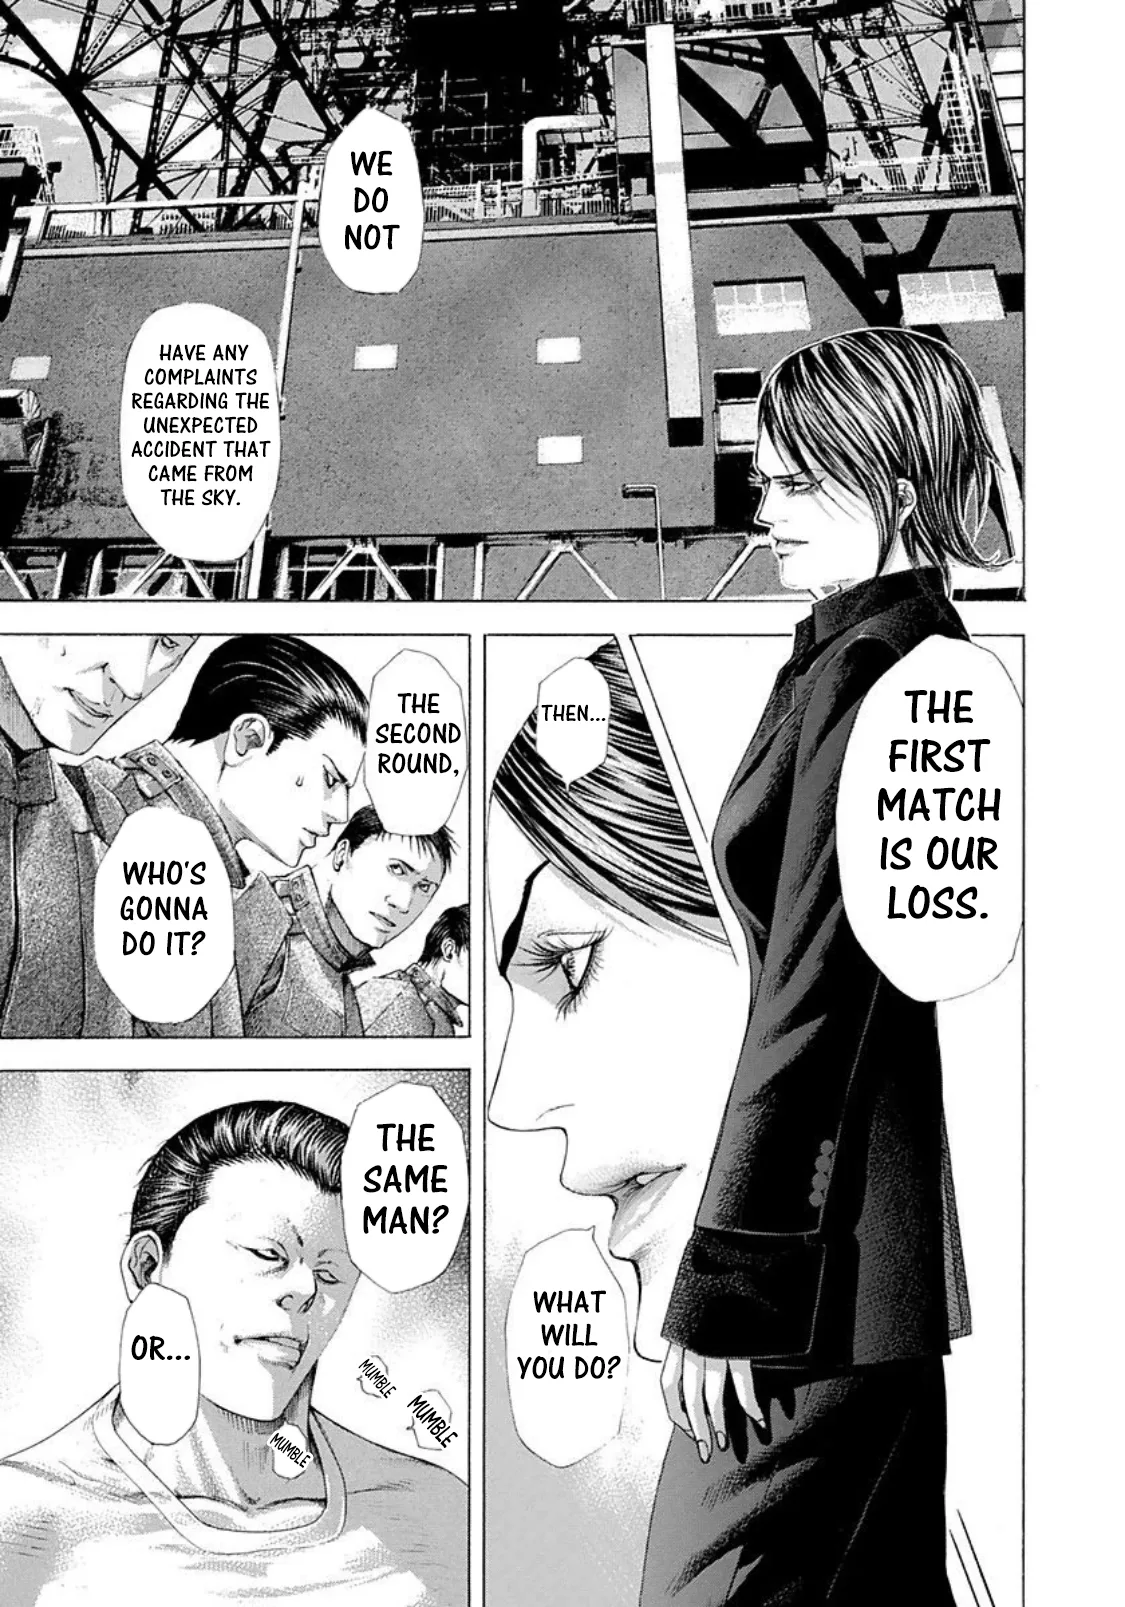 WE
DO
NOT
HAVE ANY
COMPLAINTS
REGARDING THE
UNEXPECTED
ACCIDENT THAT
CAME FROM
THE SKY.
THE
FIRST
MATCH
IS OUR
LOSS.
THEN...
WHAT
WILL
YOU DO?
THE
SECOND
ROUND,
WHO'S
GONNA
DO IT?
THE
SAME
MAN?
OR...
MUMBLE
MUMBLE
MUMBLE